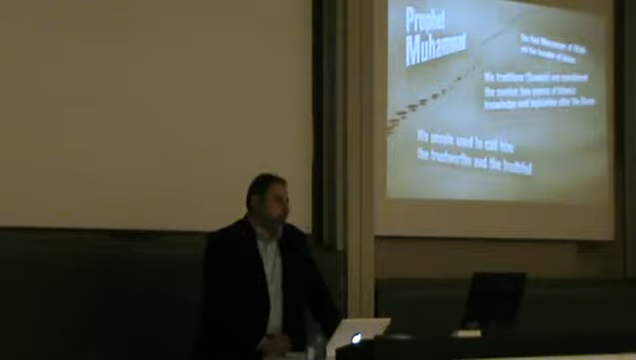 Prophet
Muhammad
The final Messenger of Allah
and the founder of Islam
His traditions (Sunnah) are considered
the number two source of Islamic
knowledge and legislation after the Quran
His people used to call him
the trustworthy and the truthful